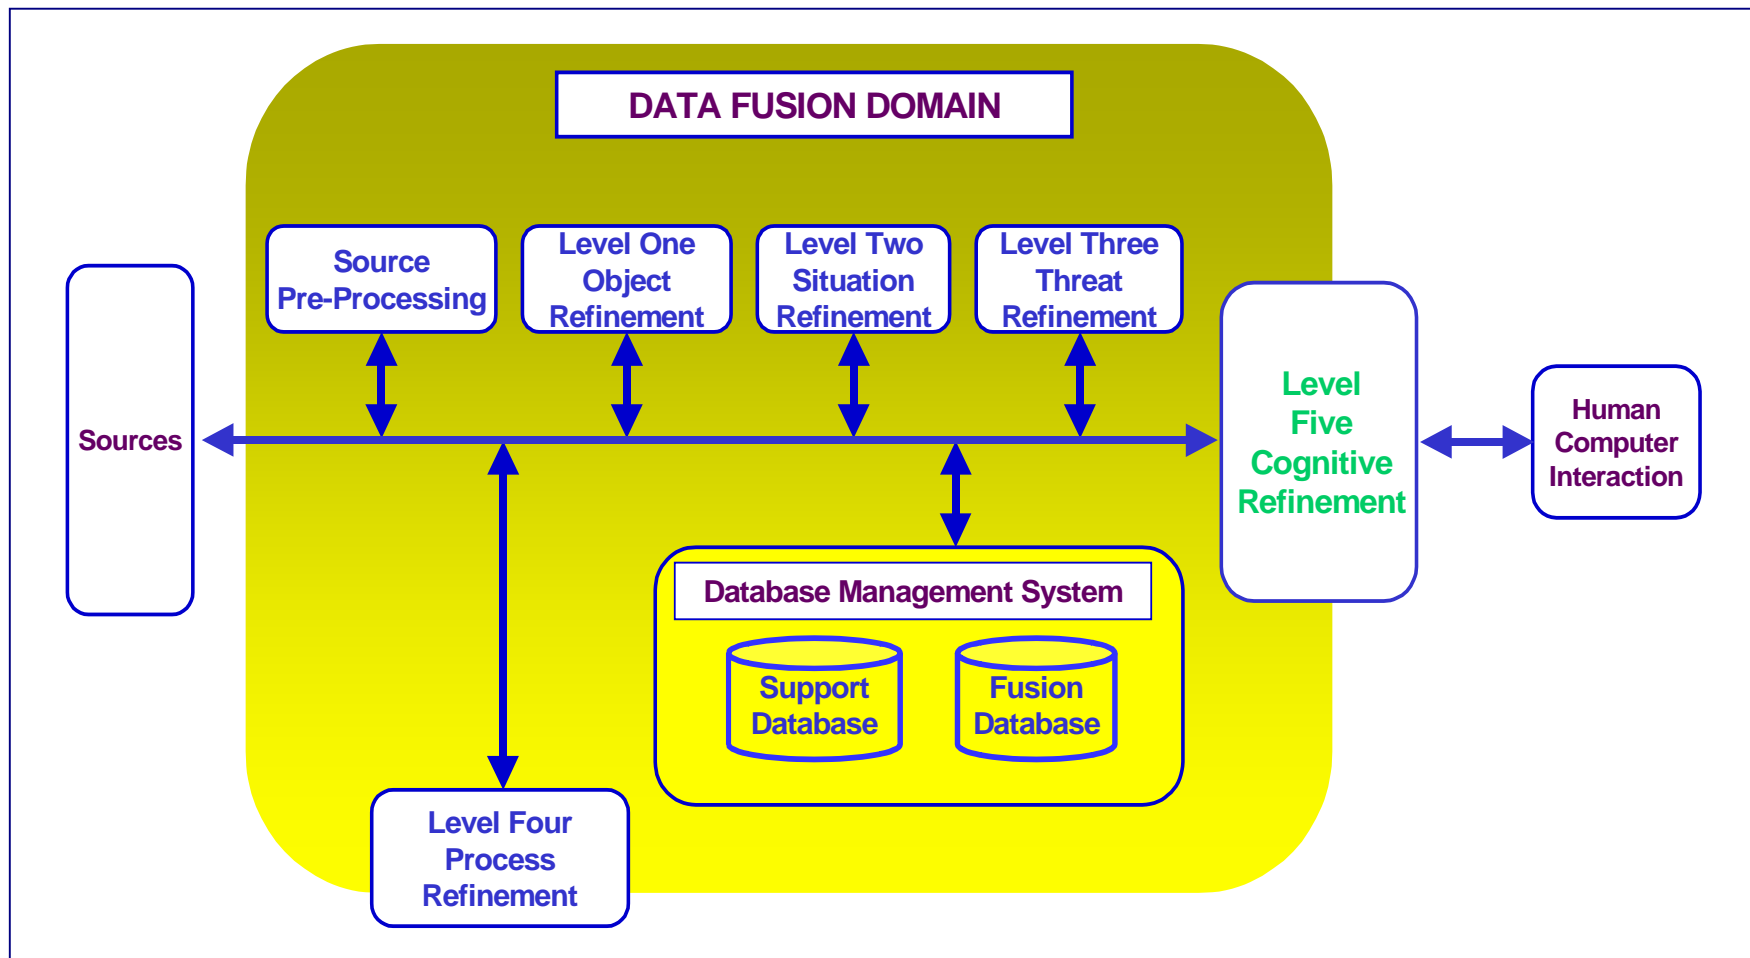 DATA FUSION DOMAIN
Source
Pre-Processing
Level One
Object
Refinement
Level Two
Situation
Refinement
Level Three
Threat
Refinement
Sources
Level
Five
Cognitive
Refinement
Human
Computer
Interaction
Database Management System
Support
Database
Fusion
Database
Level Four
Process
Refinement